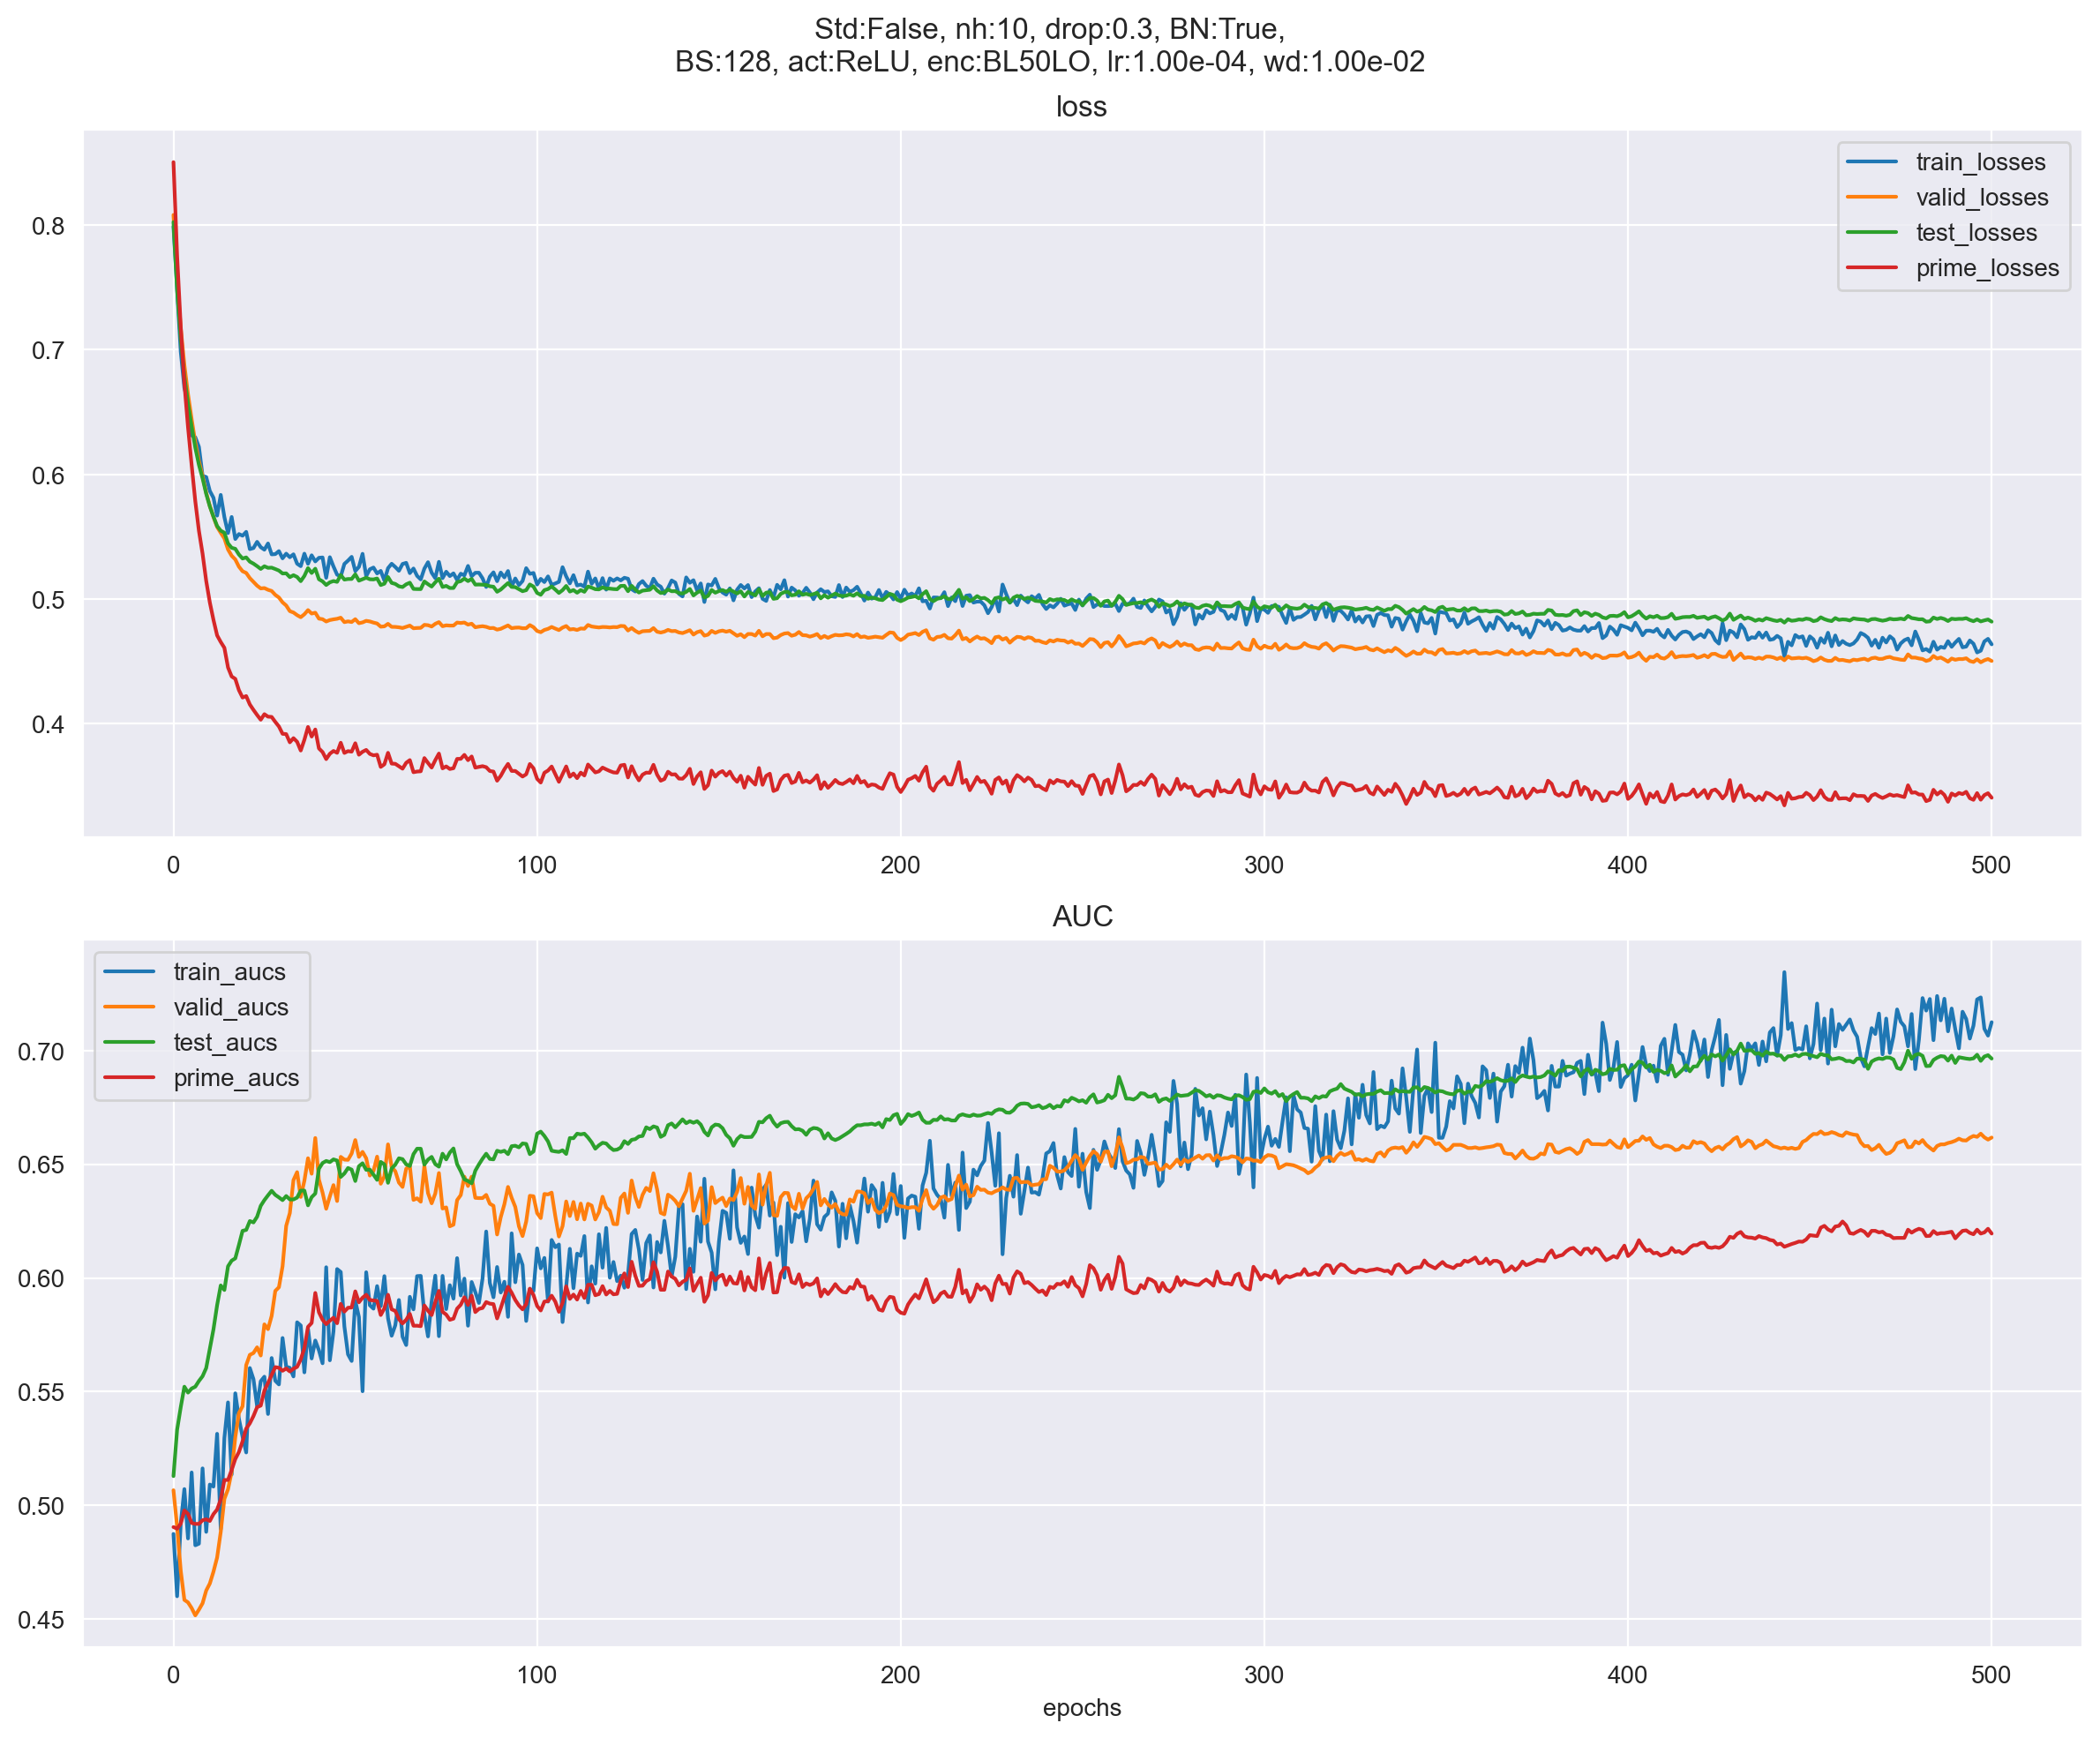 Std:False, nh:10, drop:0.3, BN:True,
BS:128, act:ReLU, enc:BL50LO, lr:1.00e-04, wd:1.00e-02
loss
train_losses
valid_losses
test_losses
prime_losses
0.8
0.7
0.6
0.5
0.4
0 100 200 300 400 500
AUC
train_aucs
valid_aucs
test_aucs
prime_aucs
0.70
0.65
0.60
0.55
0.50
0.45
0 100 200 300 400 500
epochs